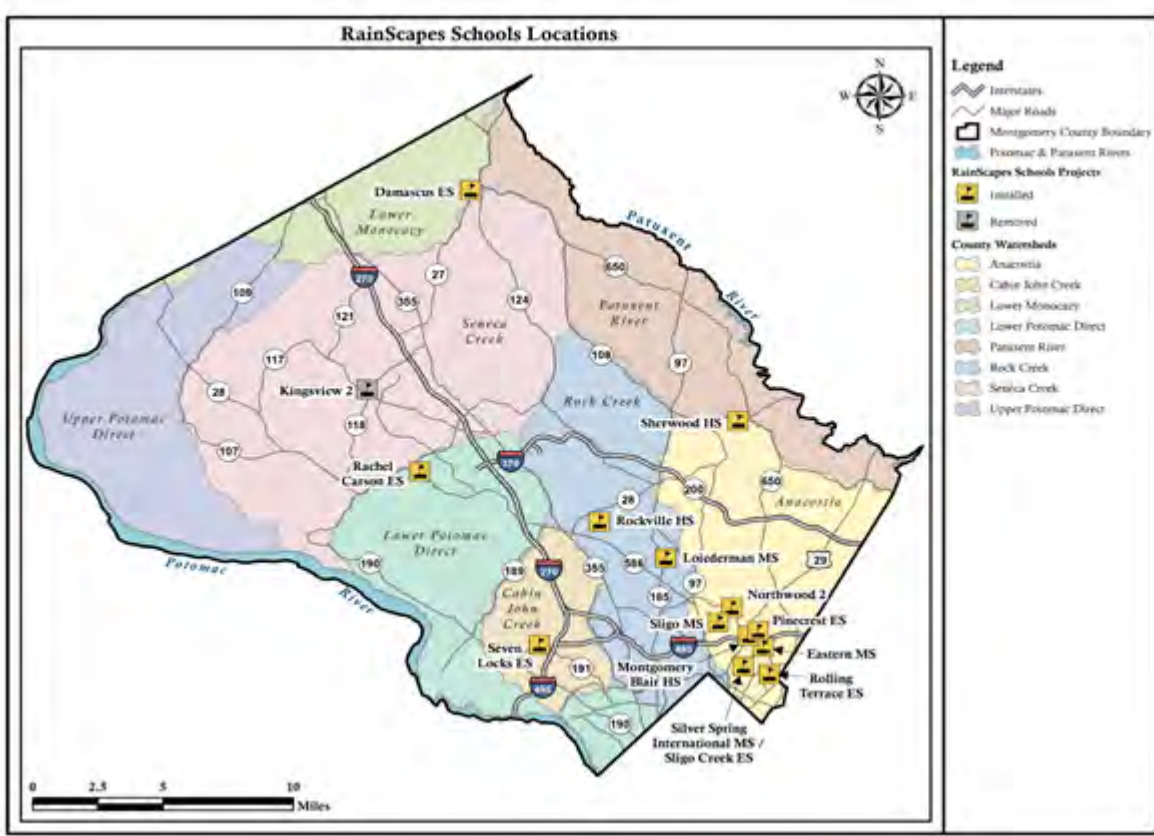 RainScapes Schools Locations
N
W
E
S
Damascus ES
Lower
Monocacy
Patuxent
River
270
27
650
109
355
124
Patuxent
River
121
Seneca
Creek
108
117
97
28
Kingsview 2
Rock Creek
Upper Potomac
Direct
118
Sherwood HS
107
Rachel
Carson ES
370
200
650
28
Anacostia
Rockville HS
Lower Potomac
Direct
Loiederman MS
29
190
Potomac
River
189
270
355
586
97
185
Cabin
John
Creek
Northwood 2
Sligo MS
Pinecrest ES
Seven
Locks ES
191
495
Eastern MS
Montgomery
Blair HS
Rolling
Terrace ES
495
190
Silver Spring
International MS /
Sligo Creek ES
0
2.5
5
10
Miles
Legend
Interstates
Major Roads
Montgomery County Boundary
Potomac & Patuxent Rivers
RainScapes Schools Projects
Installed
Removed
County Watersheds
Anacostia
Cabin John Creek
Lower Monocacy
Lower Potomac Direct
Patuxent River
Rock Creek
Seneca Creek
Upper Potomac Direct